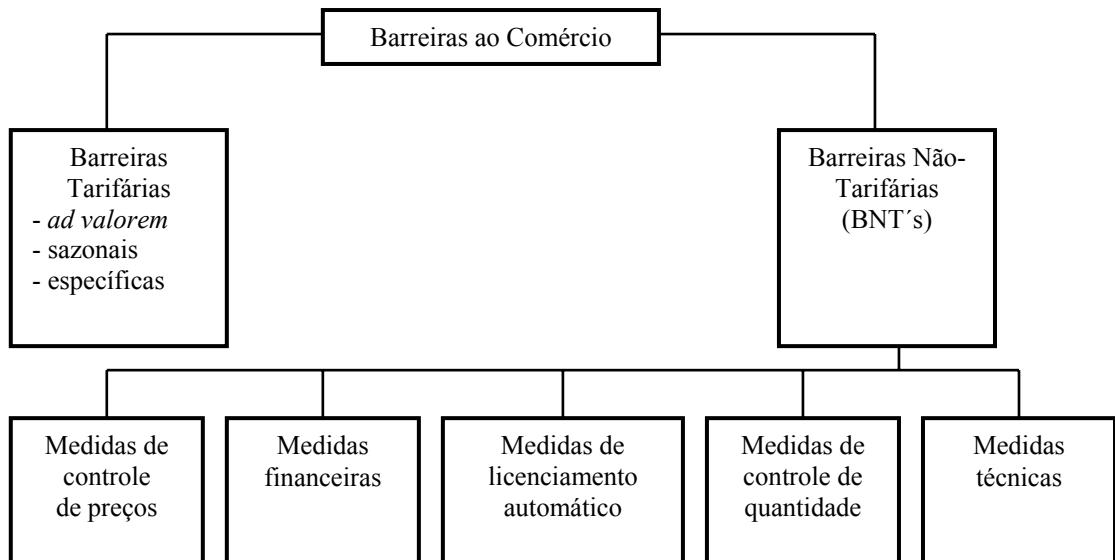 Barreiras ao Comércio
Barreiras
Tarifárias
- ad valorem
- sazonais
- específicas
Barreiras Não-
Tarifárias
(BNT´s)
Medidas de
controle
de preços
Medidas
financeiras
Medidas de
licenciamento
automático
Medidas de
controle de
quantidade
Medidas
técnicas